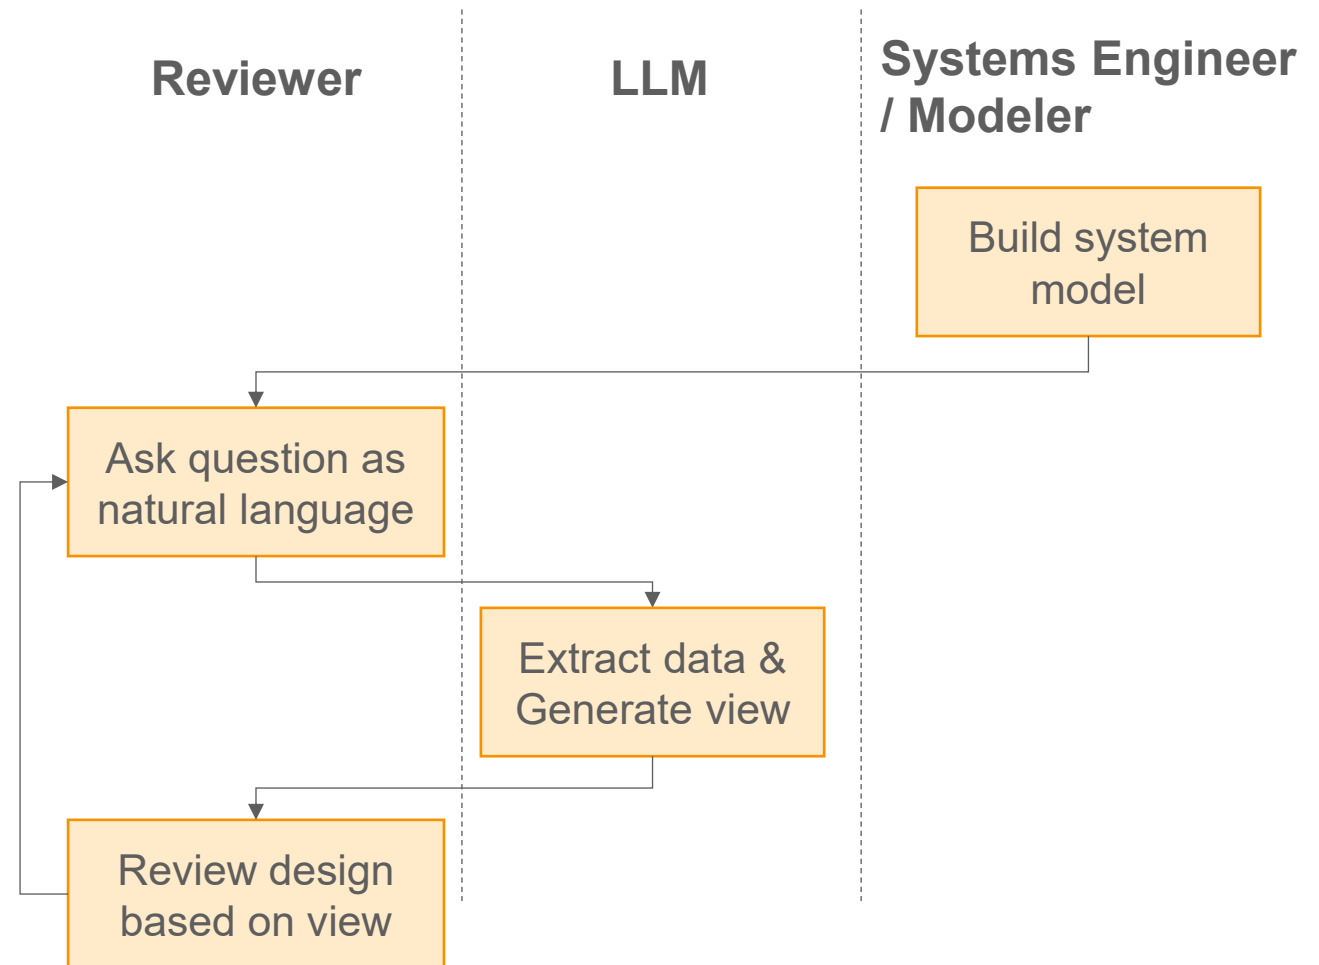 Reviewer
LLM
Systems Engineer
/ Modeler
Build system
model
Ask question as
natural language
Extract data &
Generate view
Review design
based on view